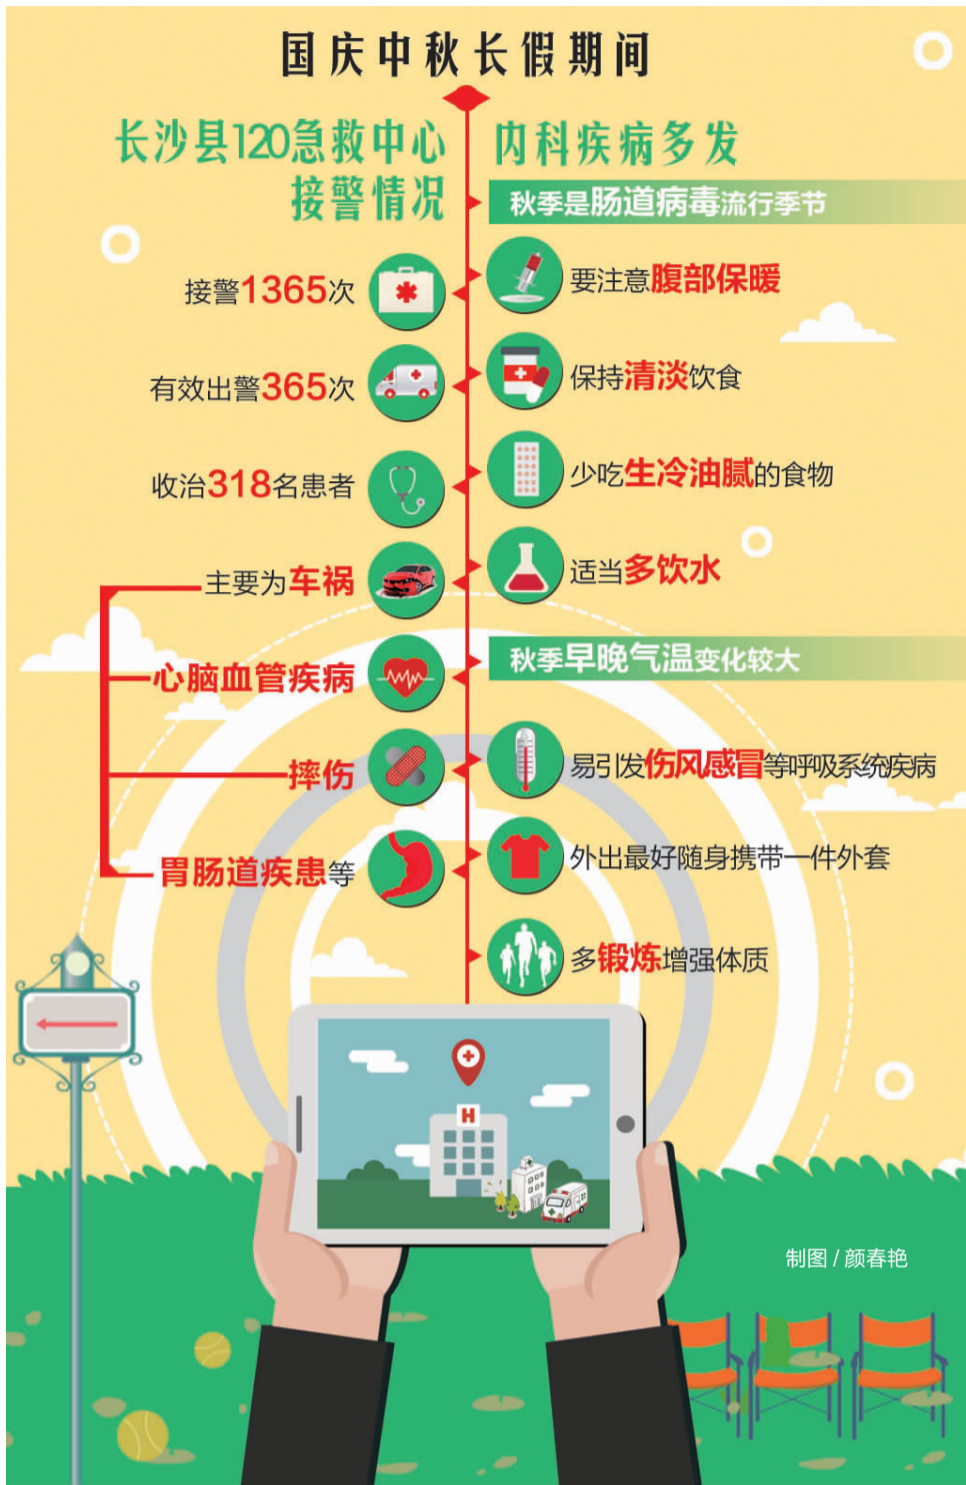 国庆中秋长假期间
长沙县120急救中心
接警情况
接警1365次
有效出警365次
收治318名患者
主要为车祸
心脑血管疾病
摔伤
胃肠道疾患等
内科疾病多发
秋季是肠道病毒流行季节
要注意腹部保暖
保持清淡饮食
少吃生冷油腻的食物
适当多饮水
秋季早晚气温变化较大
易引发伤风感冒等呼吸系统疾病
外出最好随身携带一件外套
多锻炼增强体质
H
制图 / 颜春艳